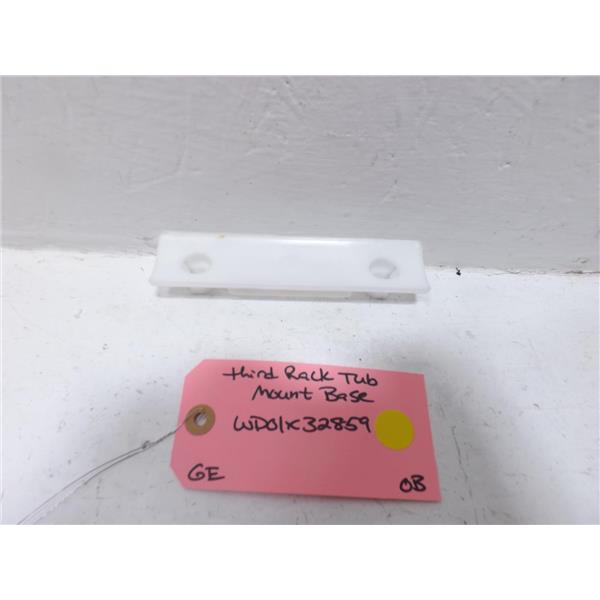 third Rack Tub
Mount Base
WD01X32859
GE
OB